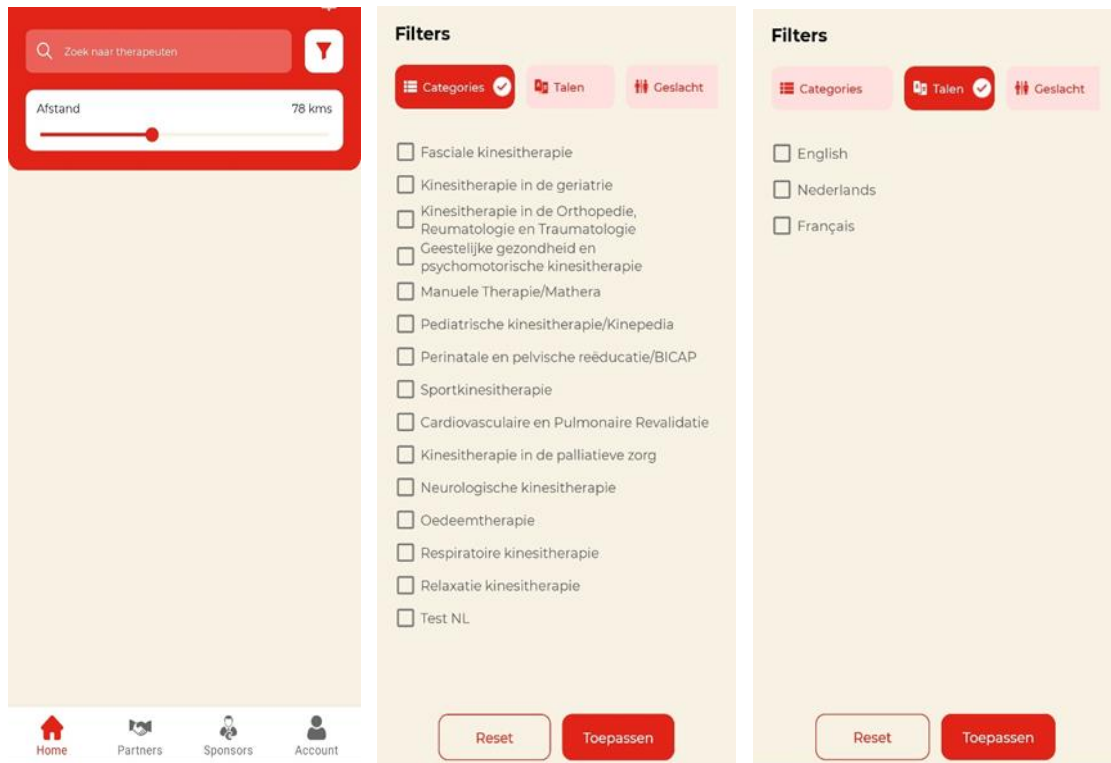 Zoek naar therapeuten
Afstand 78 kms
Home Partners Sponsors Account
Filters
Categories Talen Geslacht
Fasciale kinesitherapie
Kinesitherapie in de geriatrie
Kinesitherapie in de Orthopedie,
Reumatologie en Traumatologie
Geestelijke gezondheid en
psychomotorische kinesitherapie
Manuele Therapie/Mathera
Pediatrische kinesitherapie/Kinepedia
Perinatale en pelvische reëducatie/BICAP
Sportkinesitherapie
Cardiovasculaire en Pulmonaire Revalidatie
Kinesitherapie in de palliatieve zorg
Neurologische kinesitherapie
Oedeemtherapie
Respiratoire kinesitherapie
Relaxatie kinesitherapie
Test NL
Reset Toepassen
Filters
Categories Talen Geslacht
English
Nederlands
Français
Reset Toepassen